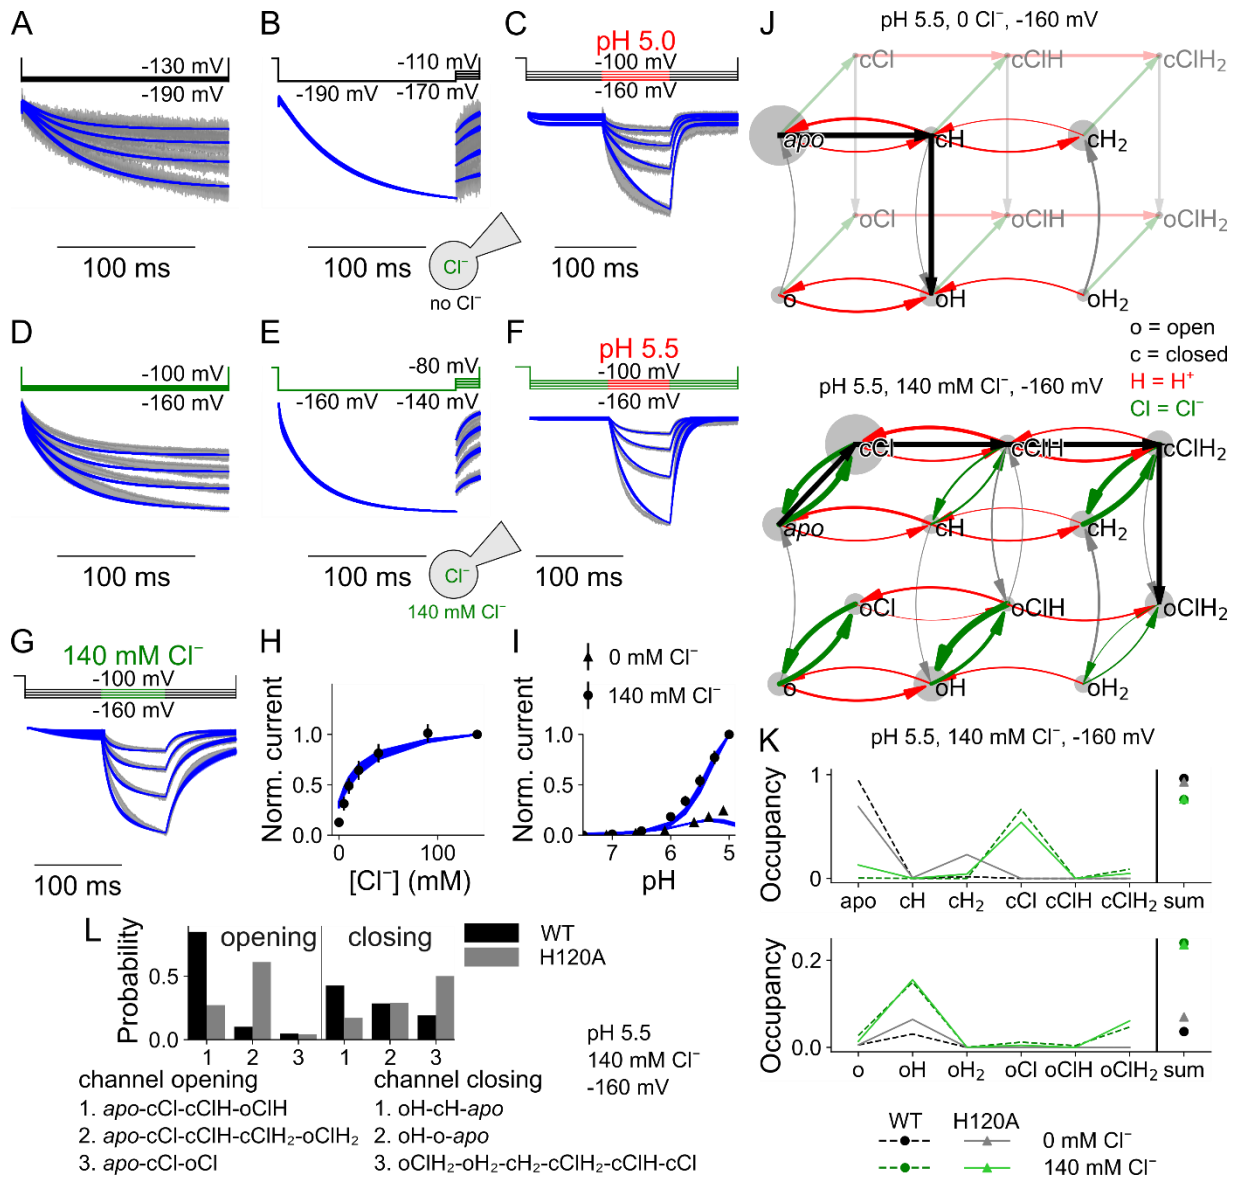 A
-130 mV
-190 mV
100 ms
B
-110 mV
-190 mV
-170 mV
100 ms
Cl⁻
no Cl⁻
C
pH 5.0
-100 mV
-160 mV
100 ms
D
-100 mV
-160 mV
100 ms
E
-80 mV
-160 mV
-140 mV
100 ms
Cl⁻
140 mM Cl⁻
F
pH 5.5
-100 mV
-160 mV
100 ms
G
140 mM Cl⁻
-100 mV
-160 mV
100 ms
H
Norm. current
1.0
0.5
0.0
0
100
[Cl⁻] (mM)
I
0 mM Cl⁻
140 mM Cl⁻
Norm. current
1.0
0.5
0.0
7
6
5
pH
J
pH 5.5, 0 Cl⁻, -160 mV
cCl
cClH
cClH₂
apo
cH
cH₂
oCl
oClH
oClH₂
o
oH
oH₂
o = open
c = closed
H = H⁺
Cl = Cl⁻
pH 5.5, 140 mM Cl⁻, -160 mV
cCl
cClH
cClH₂
apo
cH
cH₂
oCl
oClH
oClH₂
o
oH
oH₂
K
pH 5.5, 140 mM Cl⁻, -160 mV
Occupancy
1
0
apo cH cH₂ cCl cClH cClH₂ sum
Occupancy
0.2
0.0
o oH oH₂ oCl oClH oClH₂ sum
WT H120A
0 mM Cl⁻
140 mM Cl⁻
L
opening closing
WT
H120A
Probability
0.5
0.0
1 2 3 1 2 3
pH 5.5
140 mM Cl⁻
-160 mV
channel opening
1. apo-cCl-cClH-oClH
2. apo-cCl-cClH-cClH₂-oClH₂
3. apo-cCl-oCl
channel closing
1. oH-cH-apo
2. oH-o-apo
3. oClH₂-oH₂-cH₂-cClH₂-cClH-cCl